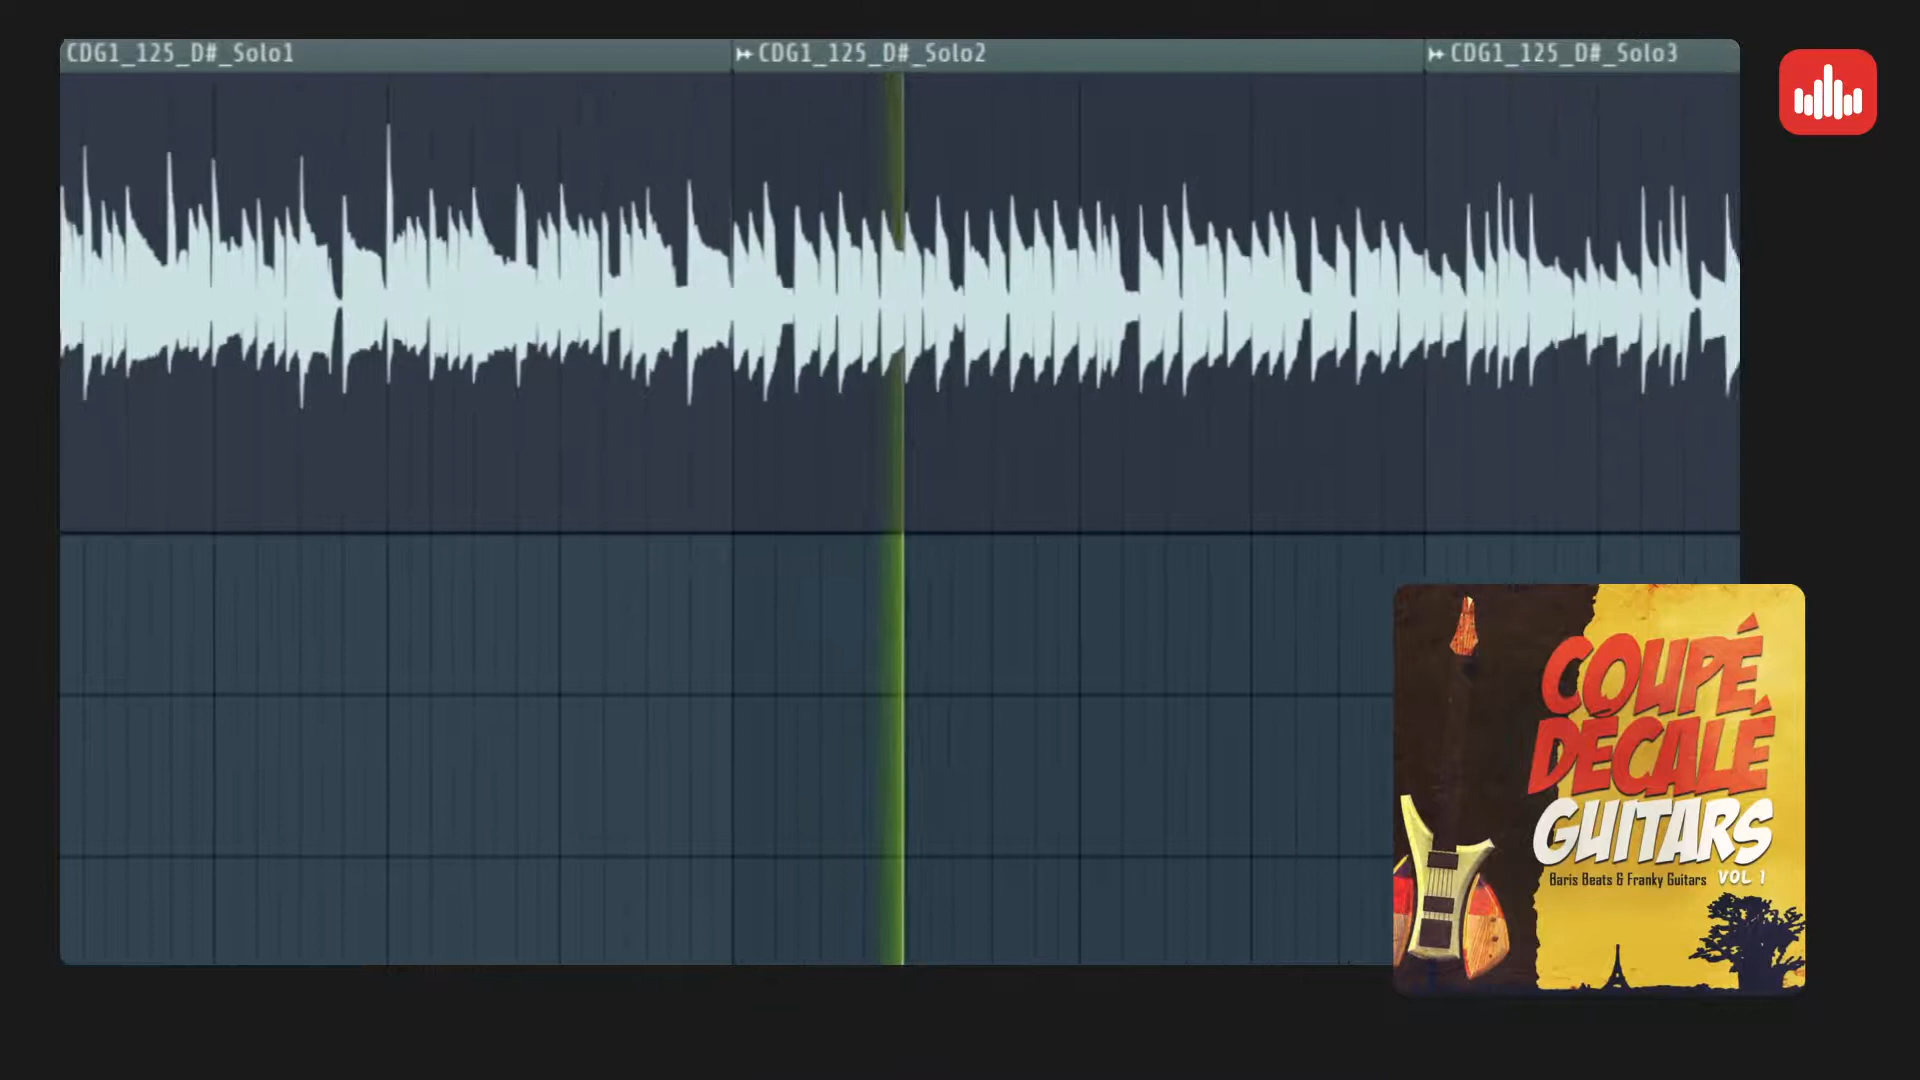 CDG1_125_D#_Solo1
CDG1_125_D#_Solo2
CDG1_125_D#_Solo3
COUPÉ
DÉCALÉ
GUITARS
Baris Beats & Franky Guitars VOL 1